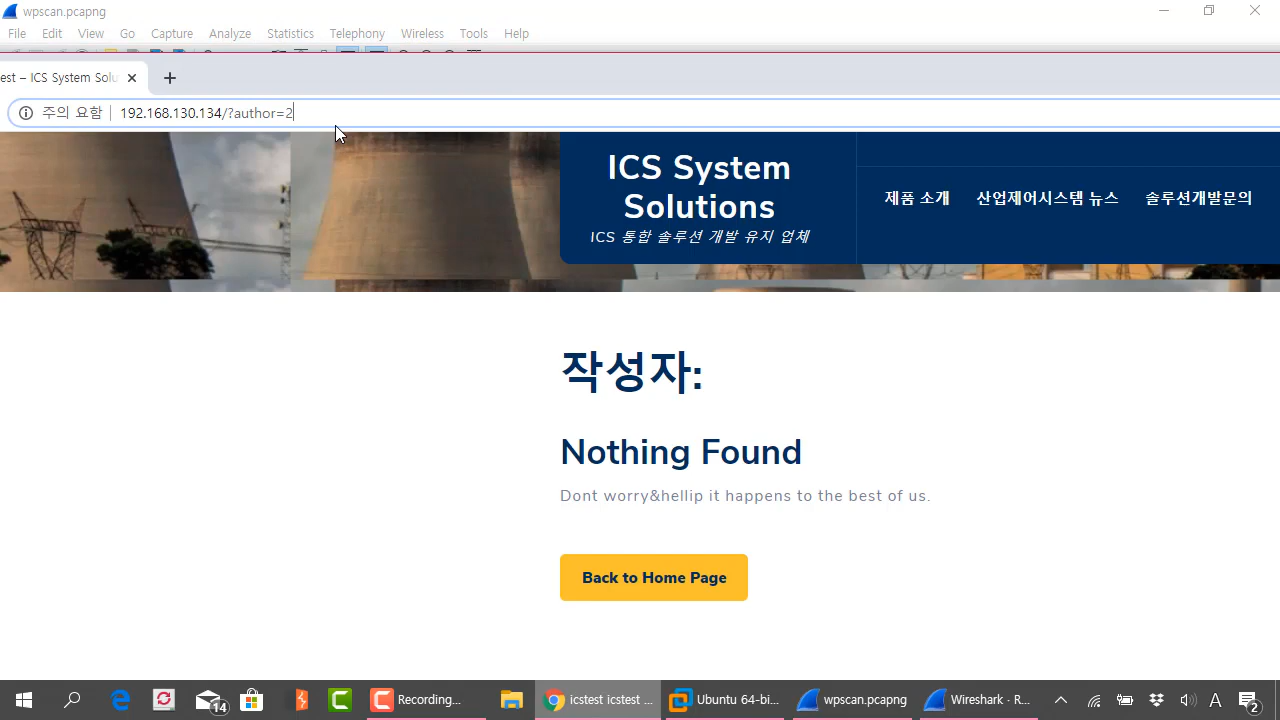 wpscan.pcapng
File Edit View Go Capture Analyze Statistics Telephony Wireless Tools Help
est – ICS System Solu
주의 요함 192.168.130.134/?author=2
ICS System
Solutions
ICS 통합 솔루션 개발 유지 업체
제품 소개 산업제어시스템 뉴스 솔루션개발문의
작성자:
Nothing Found
Dont worry&hellip it happens to the best of us.
Back to Home Page
14 Recording... icstest icstest ... Ubuntu 64-bi... wpscan.pcapng Wireshark · R... A 2